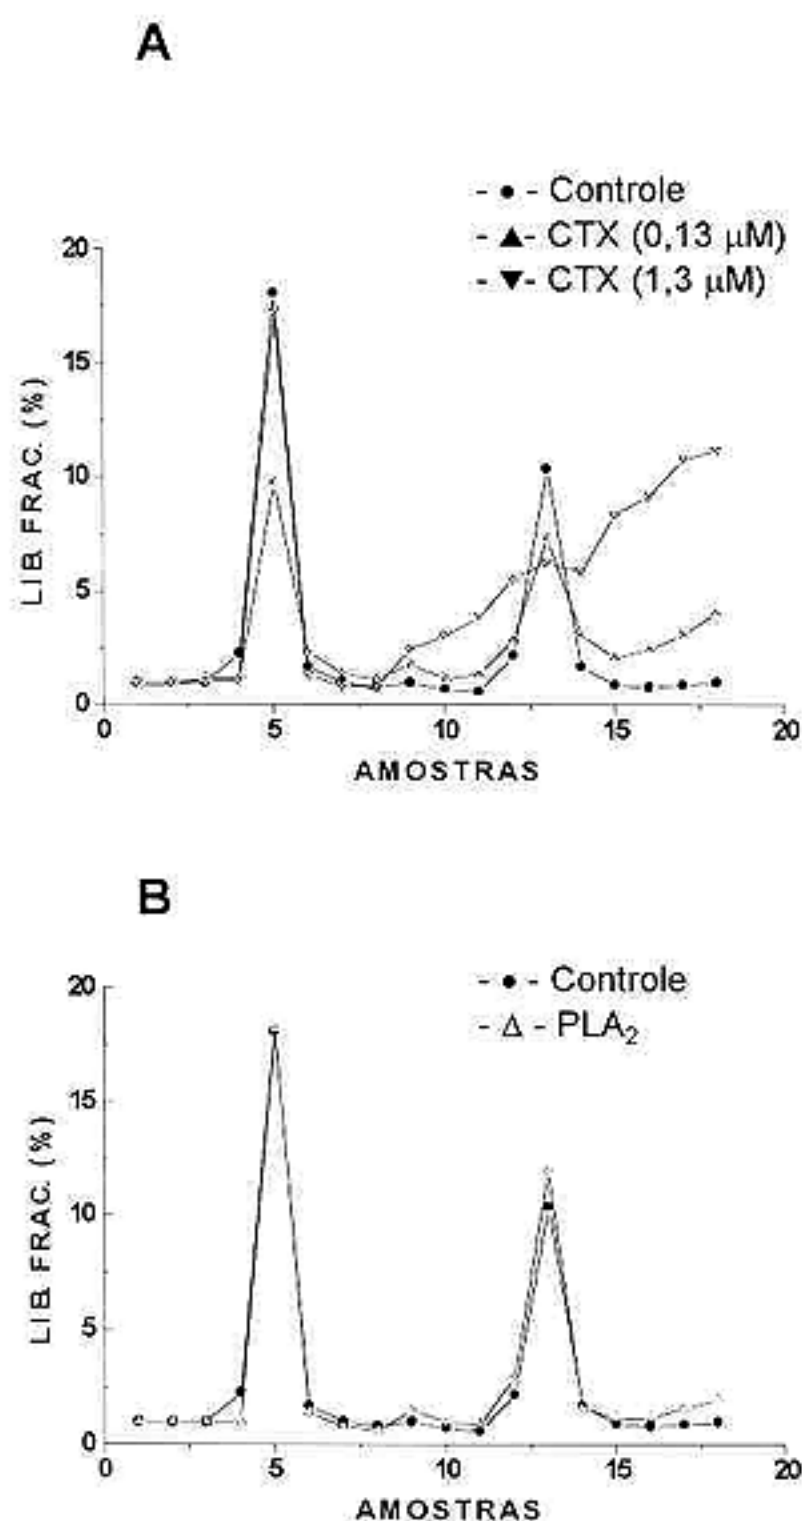 A
- ● - Controle
- ▲ - CTX (0,13 μM)
- ▼ - CTX (1,3 μM)
20
15
10
5
0
LIB. FRAC. (%)
0 5 10 15 20
AMOSTRAS
B
- ● - Controle
- △ - PLA₂
20
15
10
5
0
LIB. FRAC. (%)
0 5 10 15 20
AMOSTRAS